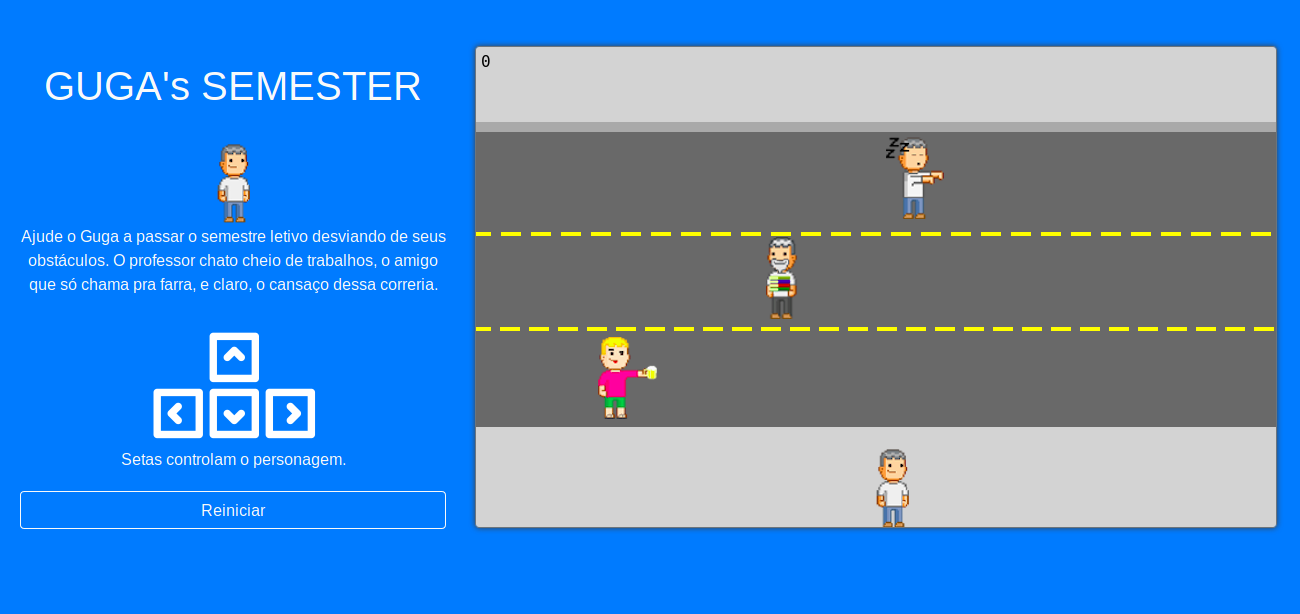 GUGA's SEMESTER
Ajude o Guga a passar o semestre letivo desviando de seus
obstáculos. O professor chato cheio de trabalhos, o amigo
que só chama pra farra, e claro, o cansaço dessa correria.
Setas controlam o personagem.
Reiniciar
0
z z
z